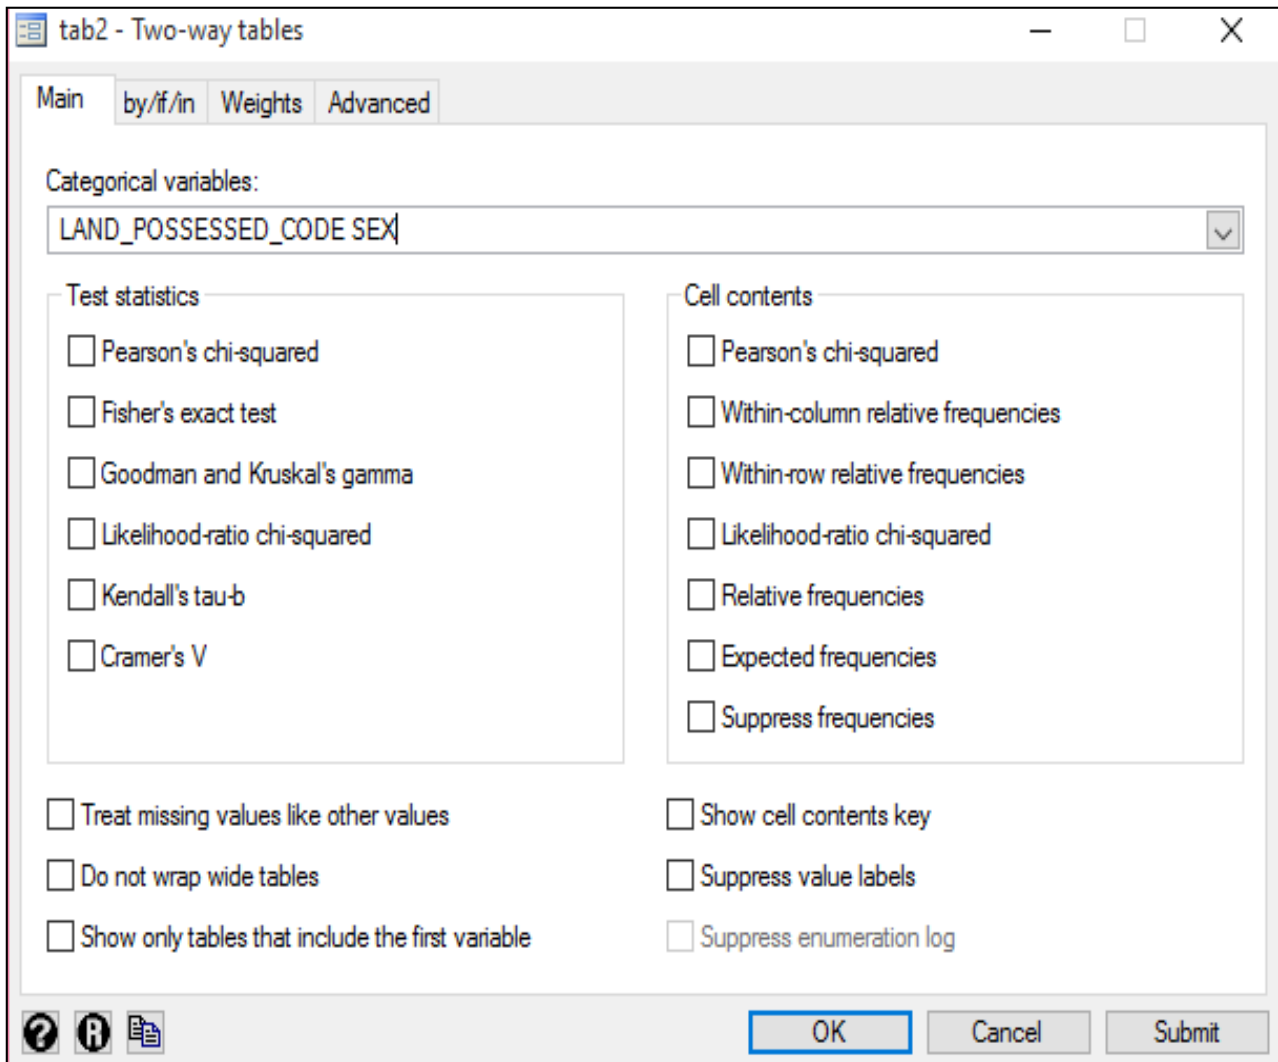 tab2 - Two-way tables
Main by/if/in Weights Advanced
Categorical variables:
LAND_POSSESSED_CODE SEX
Test statistics
Pearson's chi-squared
Fisher's exact test
Goodman and Kruskal's gamma
Likelihood-ratio chi-squared
Kendall's tau-b
Cramer's V
Cell contents
Pearson's chi-squared
Within-column relative frequencies
Within-row relative frequencies
Likelihood-ratio chi-squared
Relative frequencies
Expected frequencies
Suppress frequencies
Treat missing values like other values
Do not wrap wide tables
Show only tables that include the first variable
Show cell contents key
Suppress value labels
Suppress enumeration log
? R
OK Cancel Submit